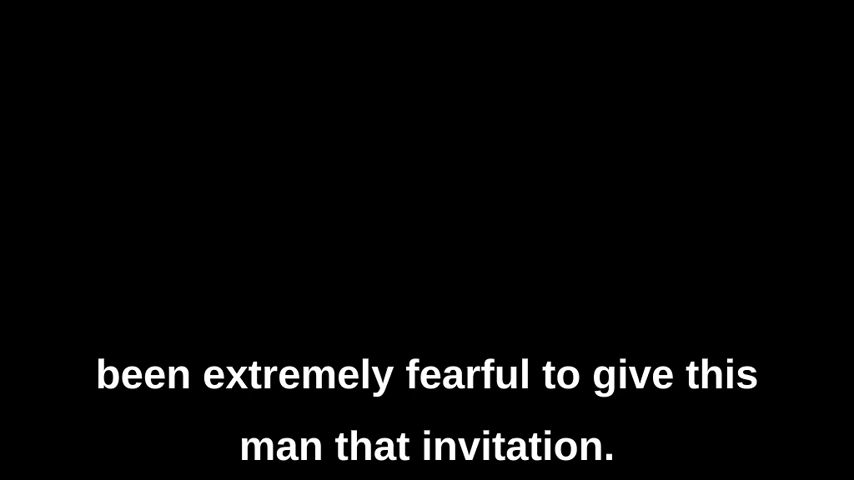 been extremely fearful to give this
man that invitation.